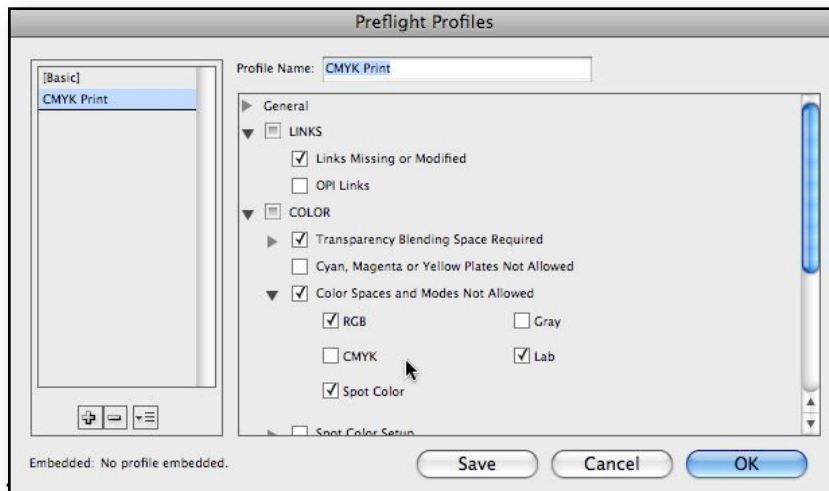 Preflight Profiles
[Basic]
CMYK Print
Profile Name: CMYK Print
General
LINKS
Links Missing or Modified
OPI Links
COLOR
Transparency Blending Space Required
Cyan, Magenta or Yellow Plates Not Allowed
Color Spaces and Modes Not Allowed
RGB Gray
CMYK Lab
Spot Color
Spot Color Setup
Embedded: No profile embedded. Save Cancel OK